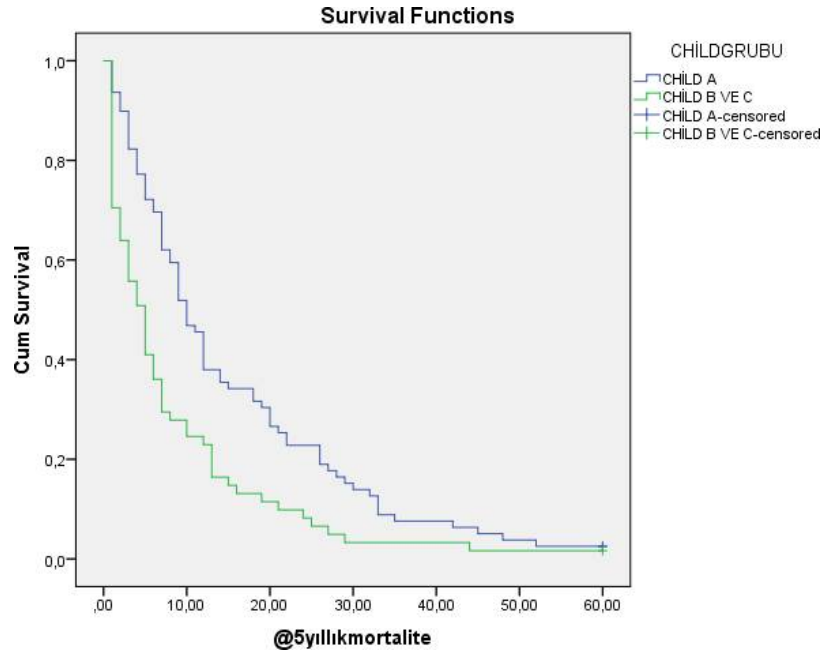 Survival Functions
CHİLDGRUBU
CHİLD A
CHİLD B VE C
CHİLD A-censored
CHİLD B VE C-censored
Cum Survival
1,0
0,8
0,6
0,4
0,2
0,0
,00 10,00 20,00 30,00 40,00 50,00 60,00
@5yıllıkmortalite